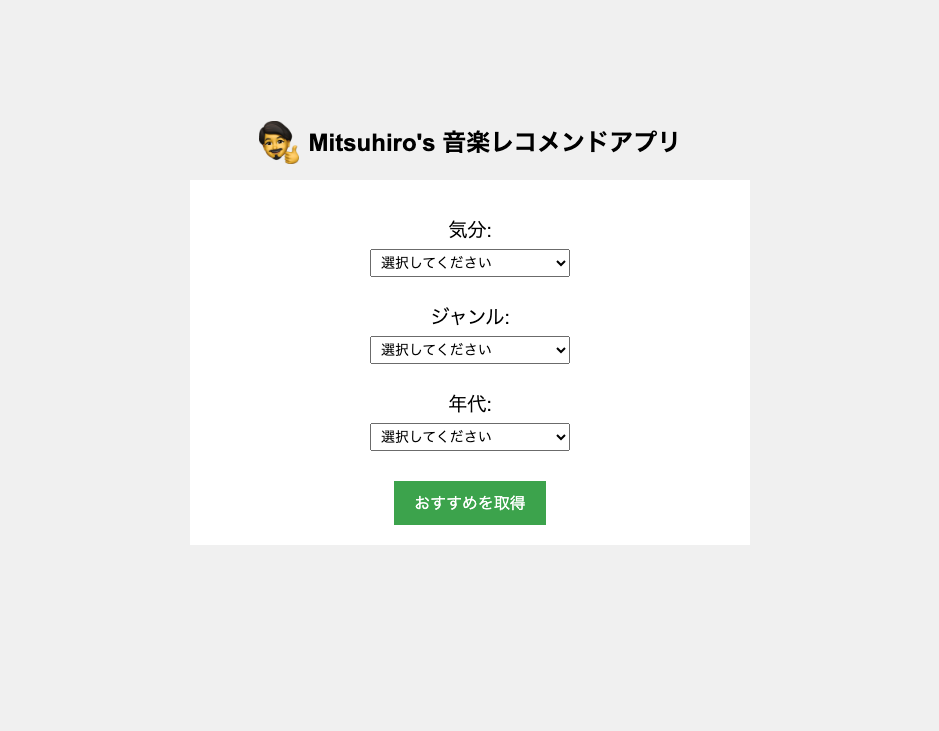 Mitsuhiro's 音楽レコメンドアプリ
気分:
選択してください
ジャンル:
選択してください
年代:
選択してください
おすすめを取得